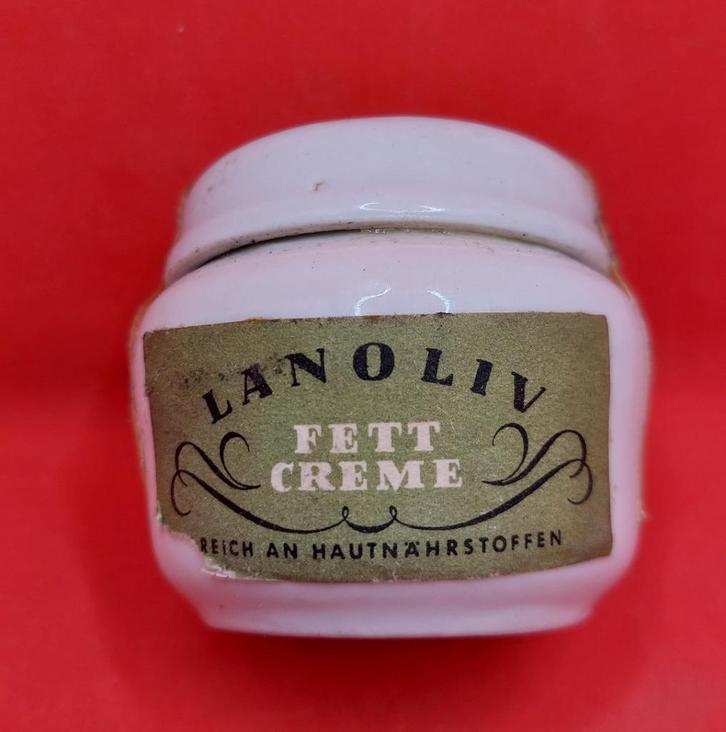 LANOLIV
FETT
CREME
REICH AN HAUTNÄHRSTOFFEN